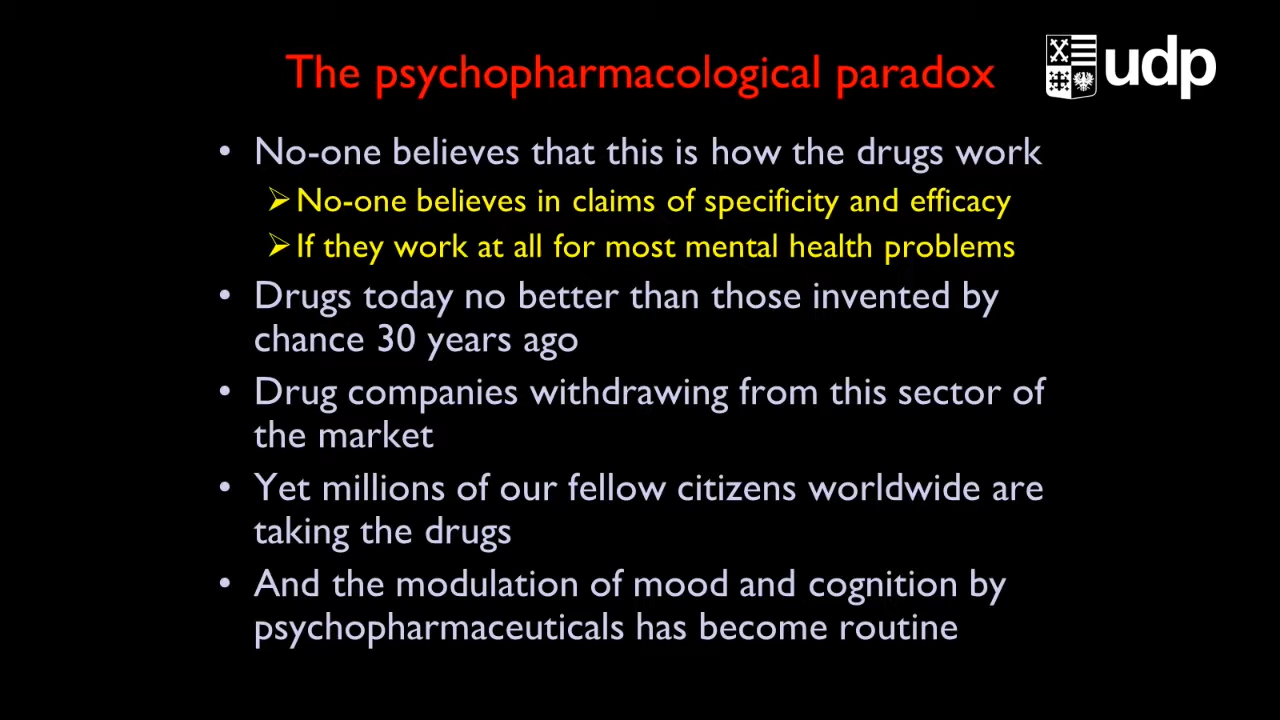 The psychopharmacological paradox
udp
• No-one believes that this is how the drugs work
➢ No-one believes in claims of specificity and efficacy
➢ If they work at all for most mental health problems
• Drugs today no better than those invented by
chance 30 years ago
• Drug companies withdrawing from this sector of
the market
• Yet millions of our fellow citizens worldwide are
taking the drugs
• And the modulation of mood and cognition by
psychopharmaceuticals has become routine